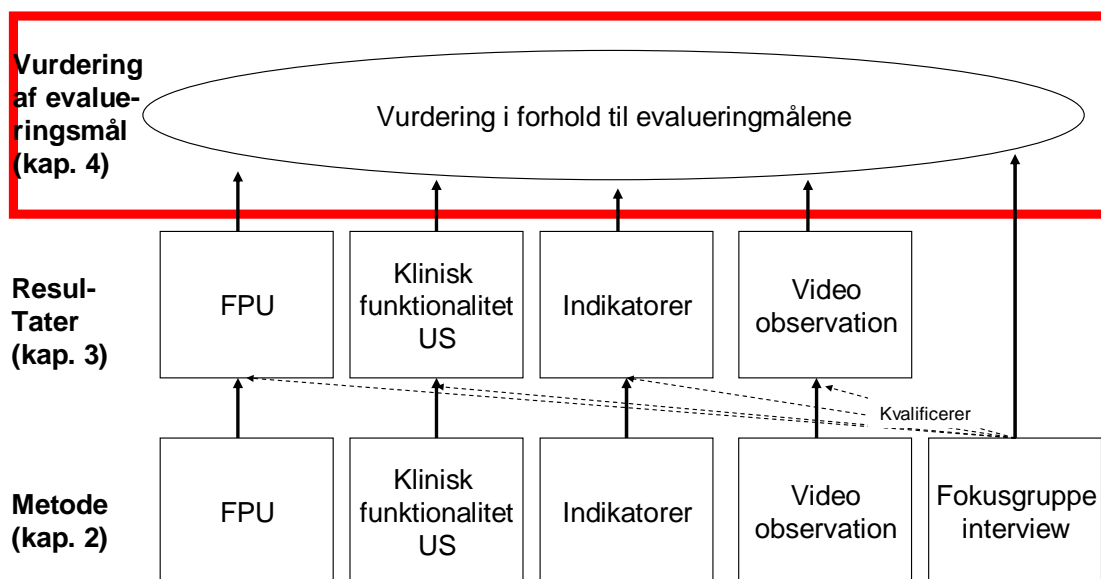 Vurdering
af evalue-
ringsmål
(kap. 4)
Vurdering i forhold til evalueringmålene
Resul-
Tater
(kap. 3)
FPU
Klinisk
funktionalitet
US
Indikatorer
Video
observation
Kvalificerer
Metode
(kap. 2)
FPU
Klinisk
funktionalitet
US
Indikatorer
Video
observation
Fokusgruppe
interview